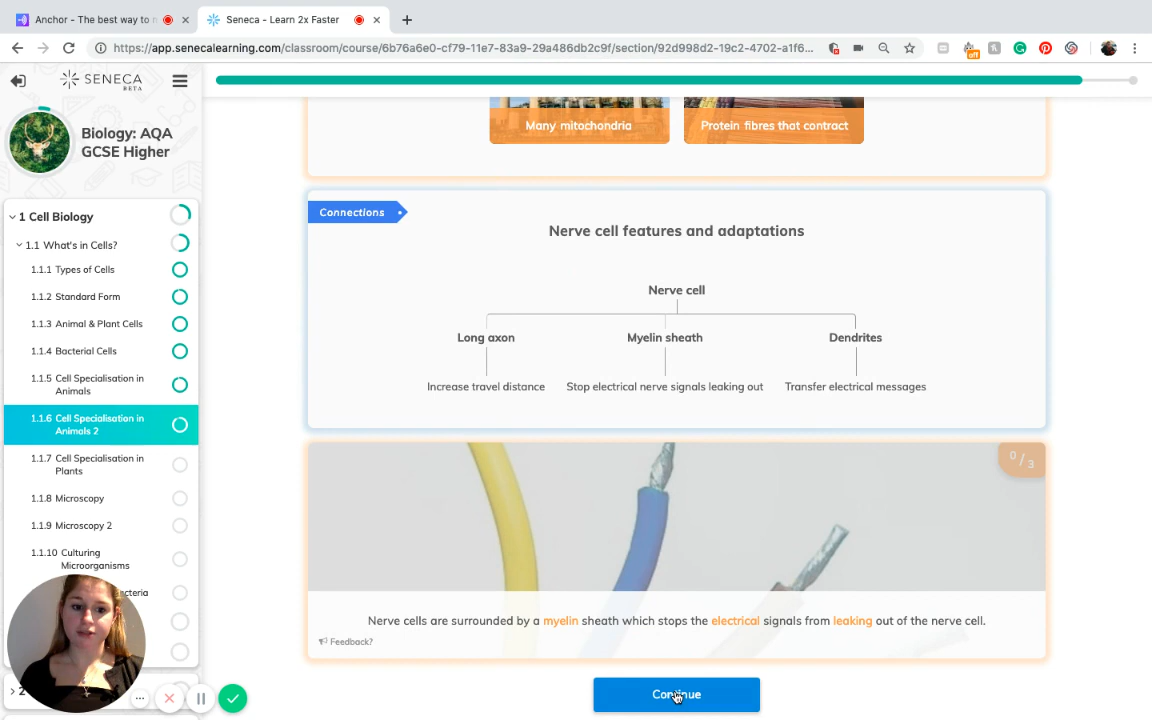 Anchor - The best way to
Seneca - Learn 2x Faster
https://app.senecalearning.com/classroom/course/6b76a6e0-cf79-11e7-83a9-29a486db2c9f/section/92d998d2-19c2-4702-a1f6...
off
SENECA
BETA
Biology: AQA
GCSE Higher
1 Cell Biology
1.1 What's in Cells?
1.1.1 Types of Cells
1.1.2 Standard Form
1.1.3 Animal & Plant Cells
1.1.4 Bacterial Cells
1.1.5 Cell Specialisation in
Animals
1.1.6 Cell Specialisation in
Animals 2
1.1.7 Cell Specialisation in
Plants
1.1.8 Microscopy
1.1.9 Microscopy 2
1.1.10 Culturing
Microorganisms
2
Many mitochondria
Protein fibres that contract
Connections
Nerve cell features and adaptations
Nerve cell
Long axon Myelin sheath Dendrites
Increase travel distance Stop electrical nerve signals leaking out Transfer electrical messages
0 / 3
Nerve cells are surrounded by a myelin sheath which stops the electrical signals from leaking out of the nerve cell.
Feedback?
Continue